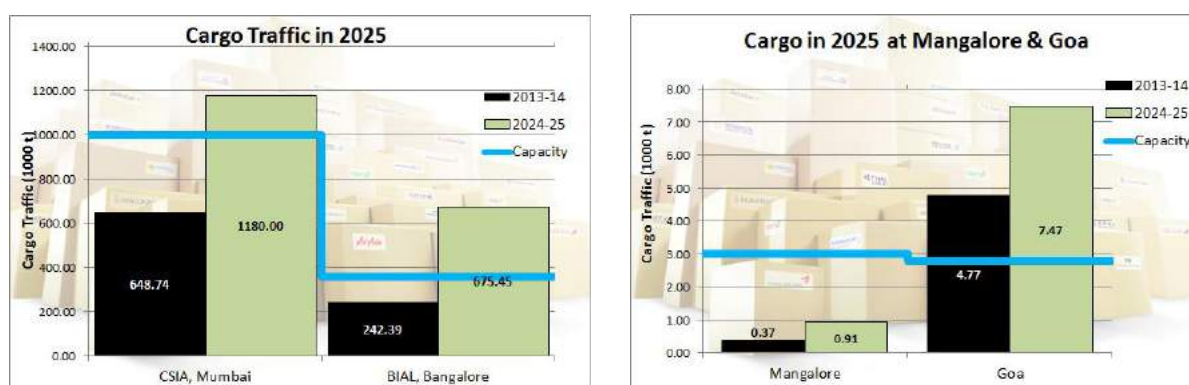 Cargo Traffic in 2025
1400.00
1200.00
1000.00
800.00
600.00
400.00
200.00
0.00
Cargo Traffic (1000 t)
2013-14
2024-25
Capacity
648.74
1180.00
242.39
675.45
CSIA, Mumbai
BIAL, Bangalore
Cargo in 2025 at Mangalore & Goa
8.00
7.00
6.00
5.00
4.00
3.00
2.00
1.00
0.00
Cargo Traffic (1000 t)
2013-14
2024-25
Capacity
0.37
0.91
4.77
7.47
Mangalore
Goa